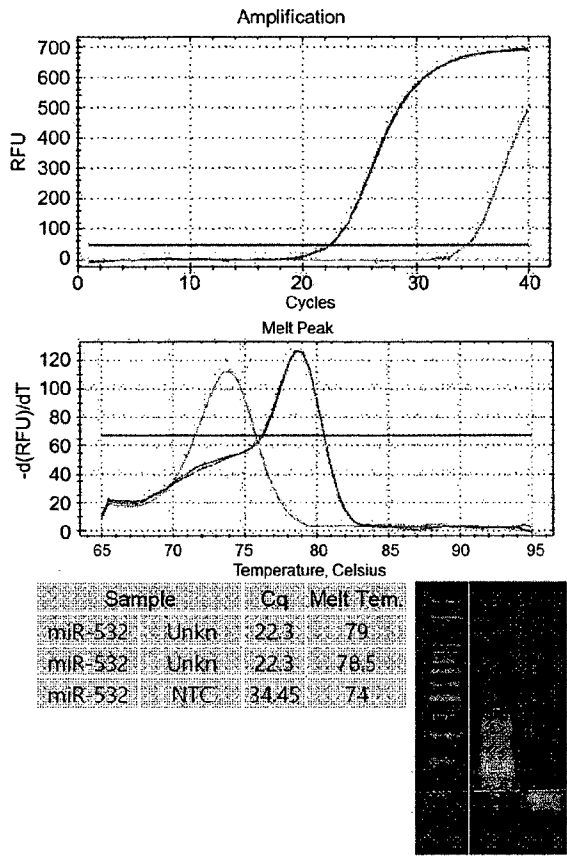 Amplification
700
600
500
400
300
200
100
0
RFU
0 10 20 30 40
Cycles
Melt Peak
120
100
80
60
40
20
0
-d(RFU)/dT
65 70 75 80 85 90 95
Temperature, Celsius
Sample Cq Melt Tem.
miR-532 Unkn 22.3 79
miR-532 Unkn 22.3 78.5
miR-532 NTC 34.45 74